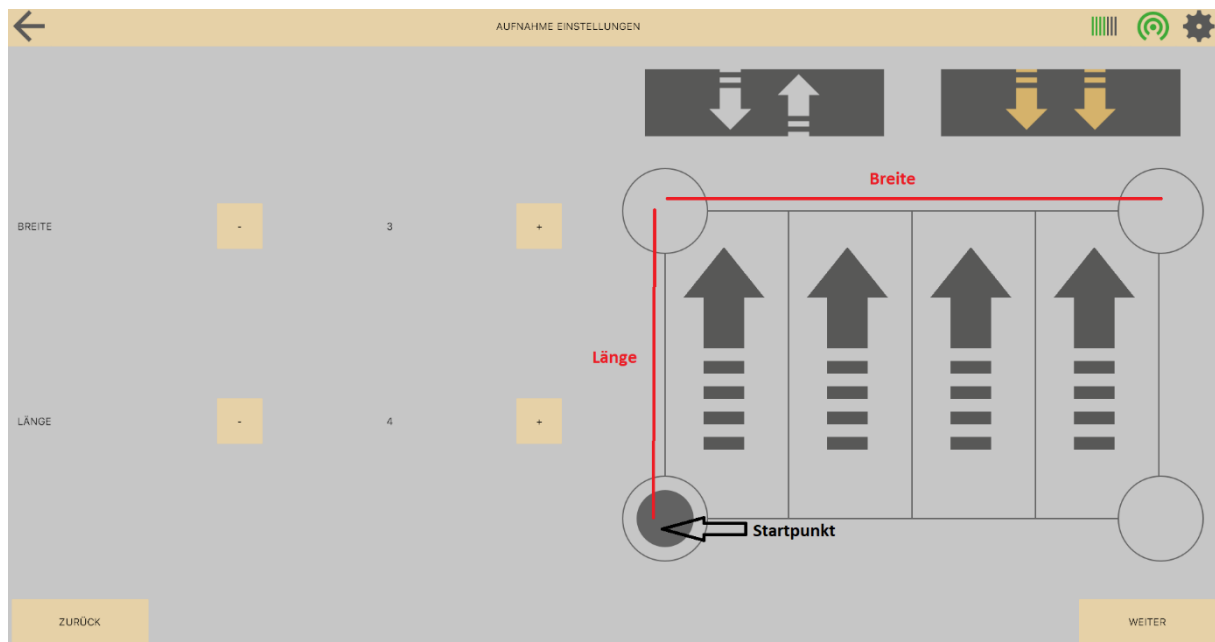 AUFNAHME EINSTELLUNGEN
Breite
BREITE
-
3
+
Länge
LÄNGE
-
4
+
Startpunkt
ZURÜCK
WEITER